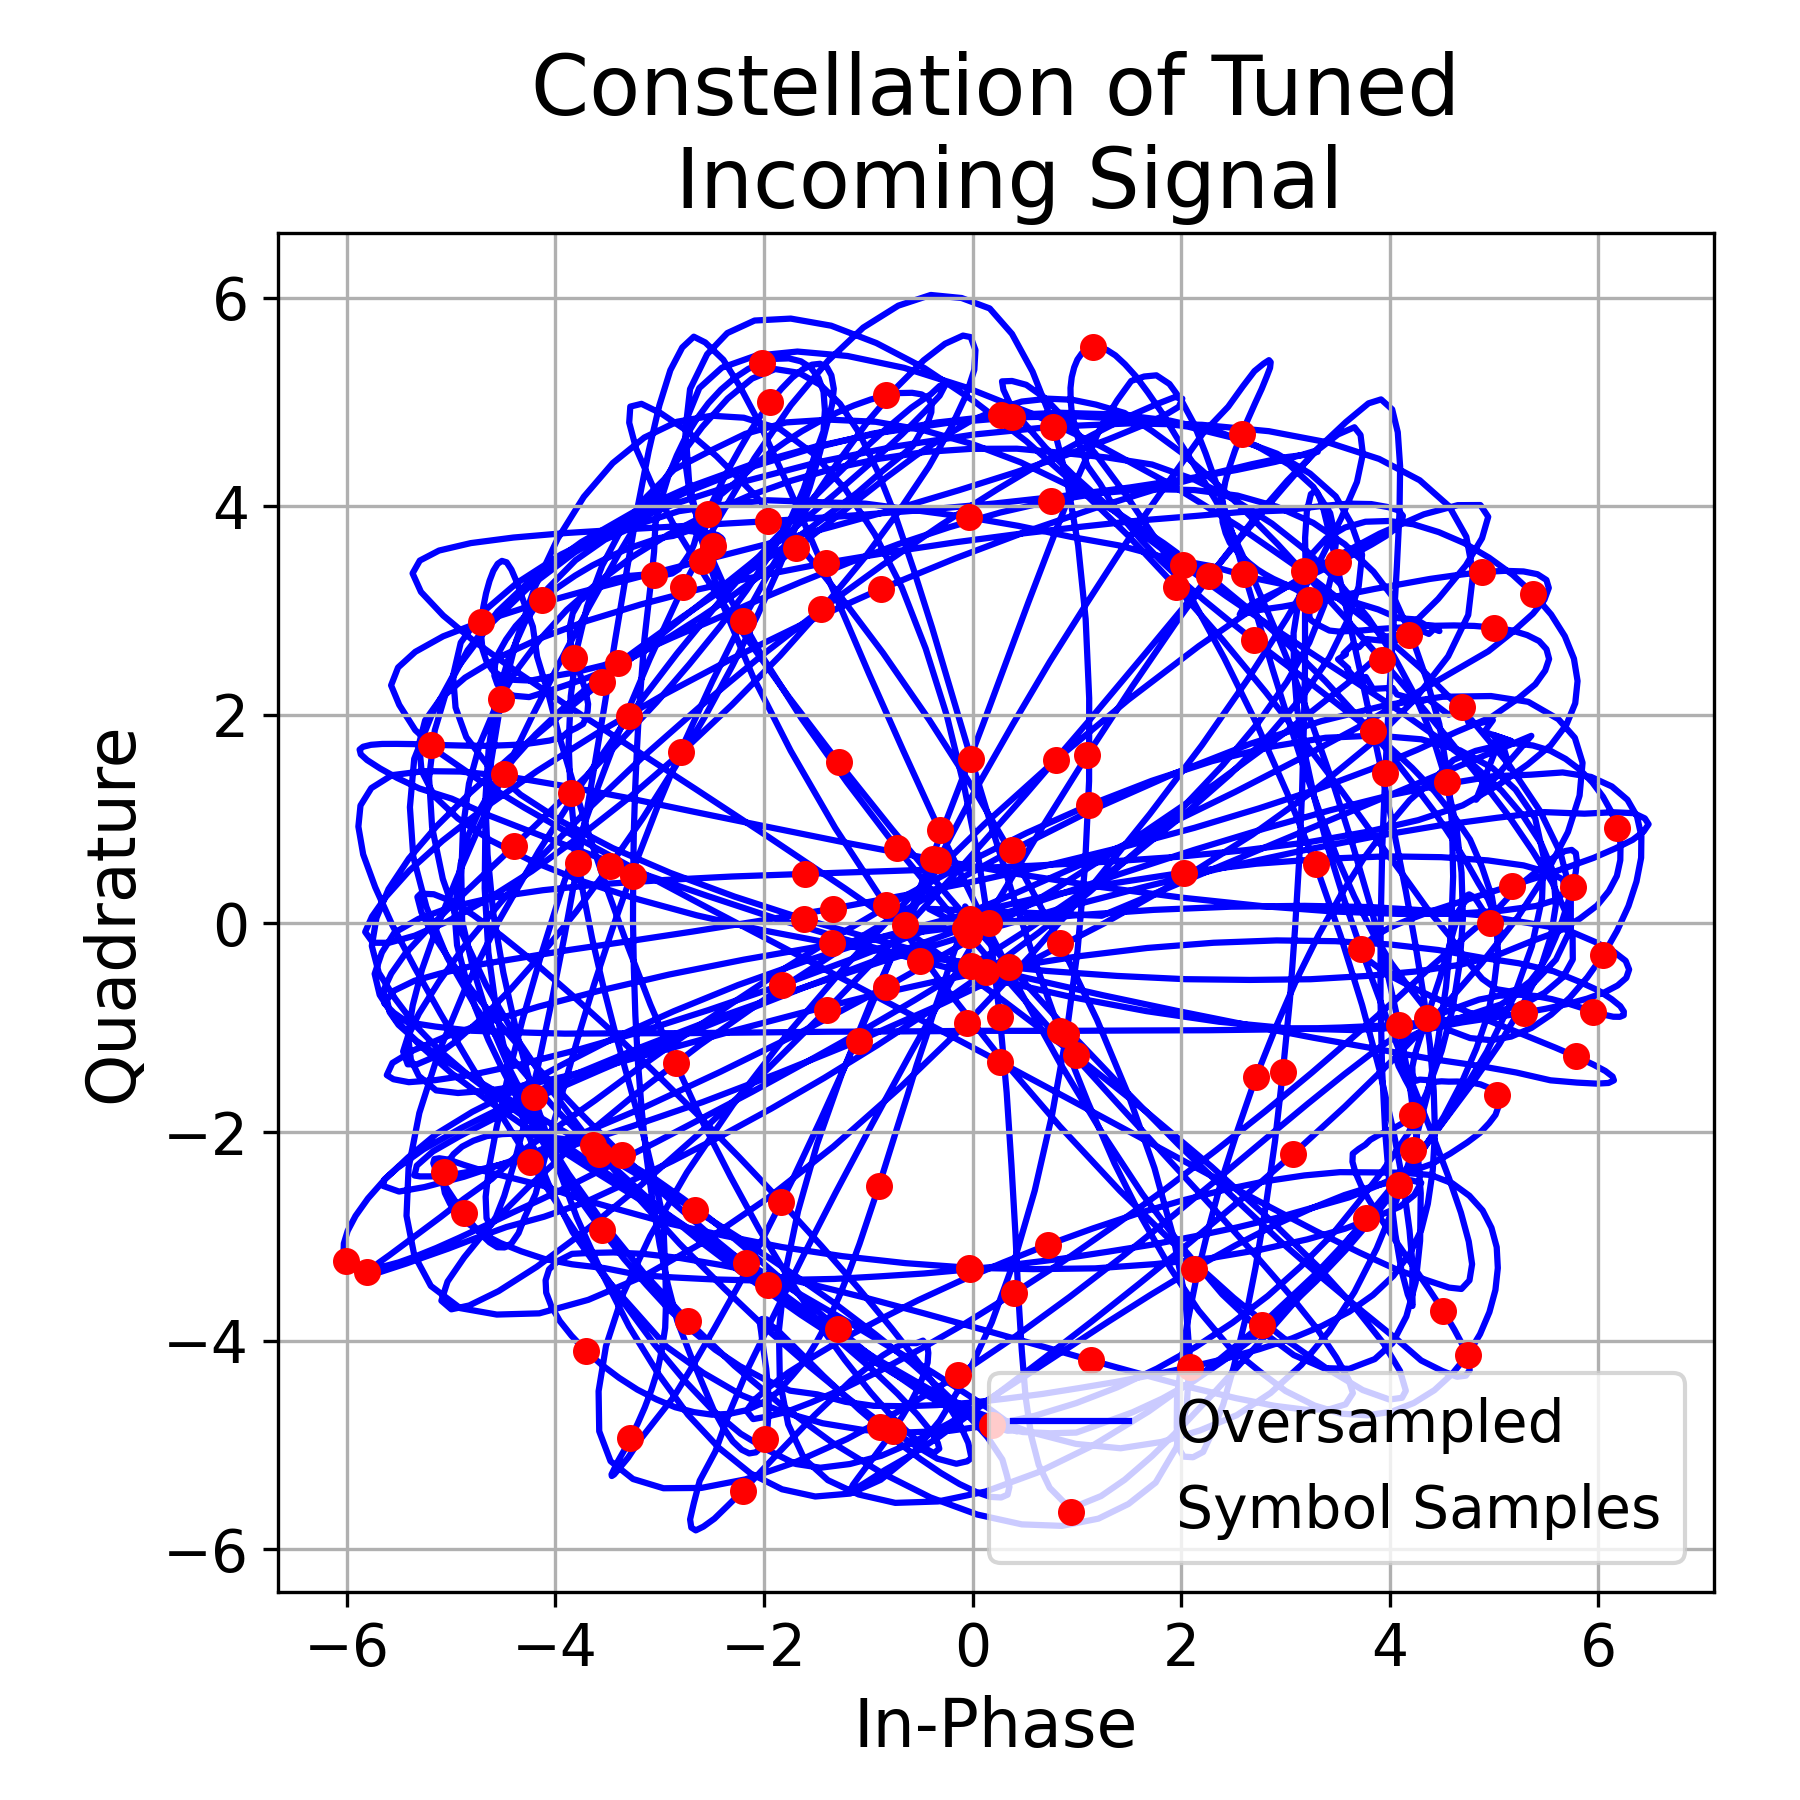 Constellation of Tuned
Incoming Signal
6
4
2
0
−2
−4
−6
Quadrature
Oversampled
Symbol Samples
−6 −4 −2 0 2 4 6
In-Phase